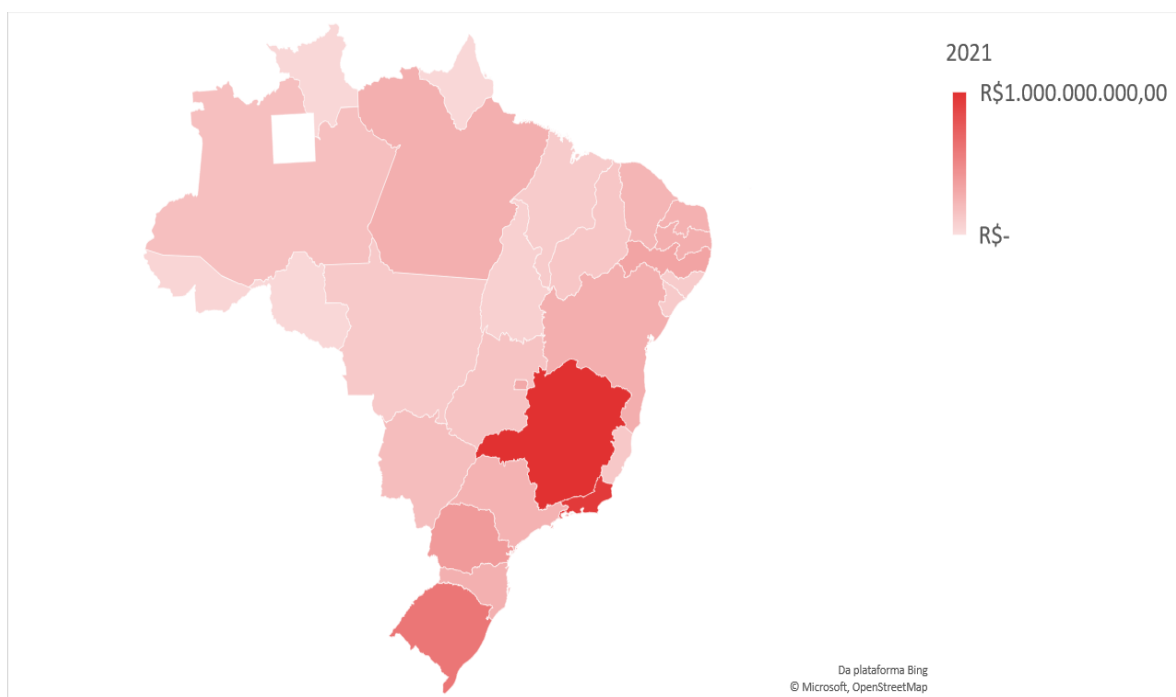 2021
R$1.000.000.000,00
R$-
Da plataforma Bing
© Microsoft, OpenStreetMap